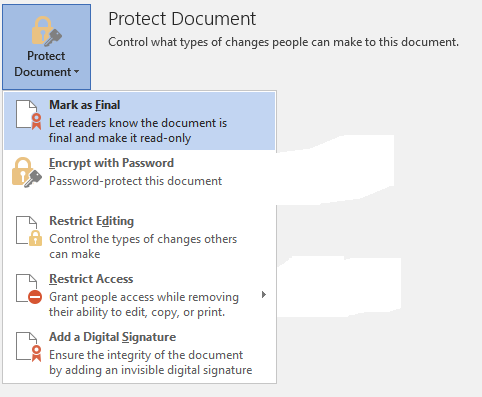 Protect Document
Control what types of changes people can make to this document.
Protect
Document
Mark as Final
Let readers know the document is
final and make it read-only
Encrypt with Password
Password-protect this document
Restrict Editing
Control the types of changes others
can make
Restrict Access
Grant people access while removing
their ability to edit, copy, or print.
Add a Digital Signature
Ensure the integrity of the document
by adding an invisible digital signature